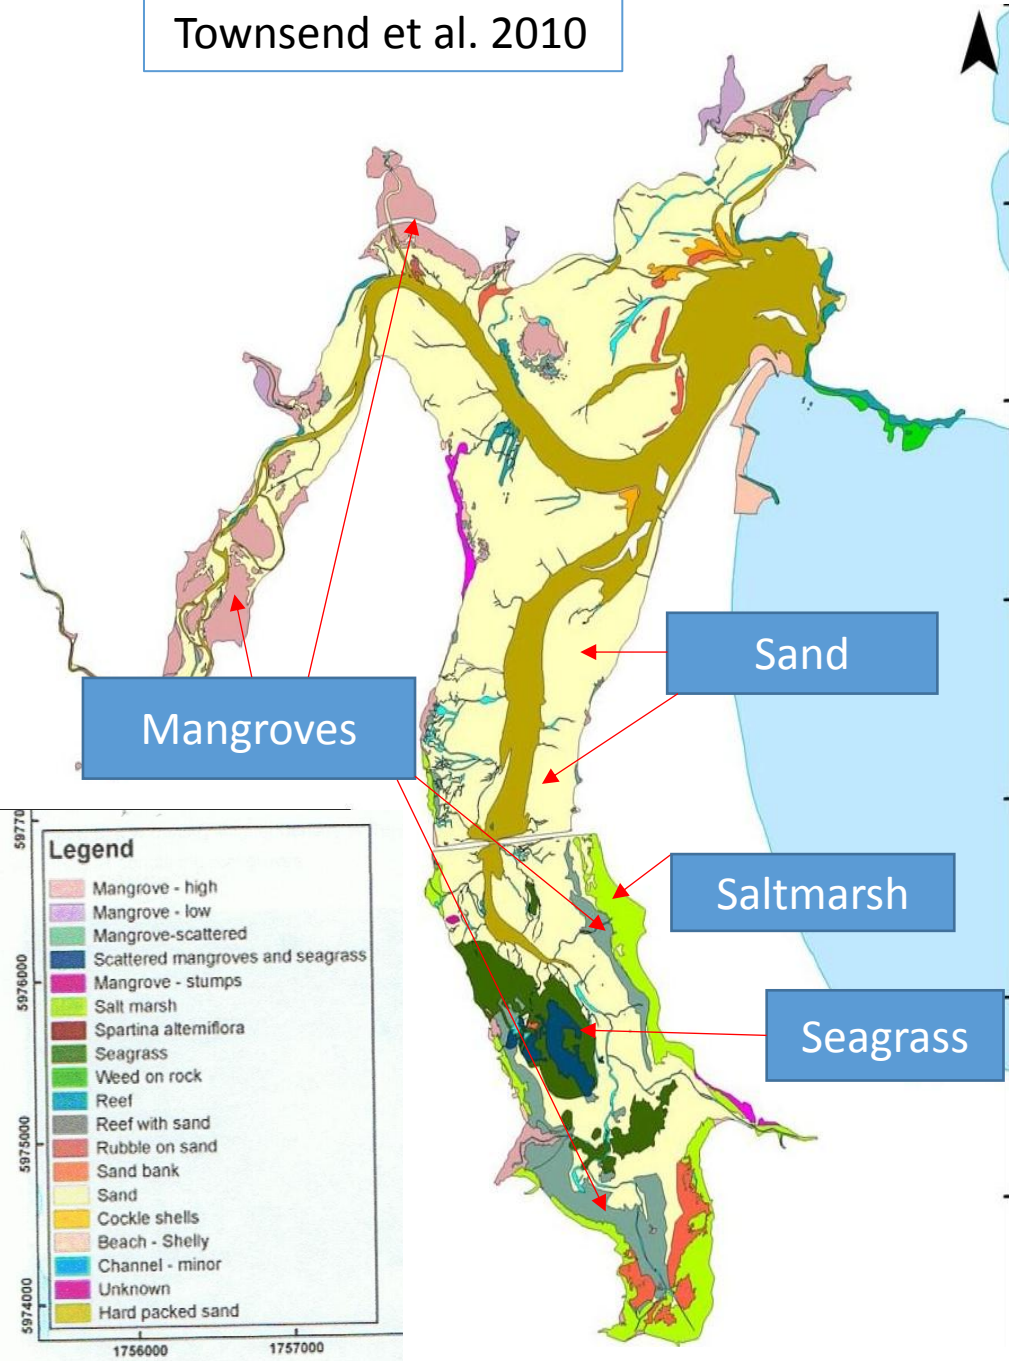 Townsend et al. 2010
Sand
Mangroves
Saltmarsh
Seagrass
Legend
Mangrove - high
Mangrove - low
Mangrove-scattered
Scattered mangroves and seagrass
Mangrove - stumps
Salt marsh
Spartina alterniflora
Seagrass
Weed on rock
Reef
Reef with sand
Rubble on sand
Sand bank
Sand
Cockle shells
Beach - Shelly
Channel - minor
Unknown
Hard packed sand
59770
5976000
5975000
5974000
1756000
1757000